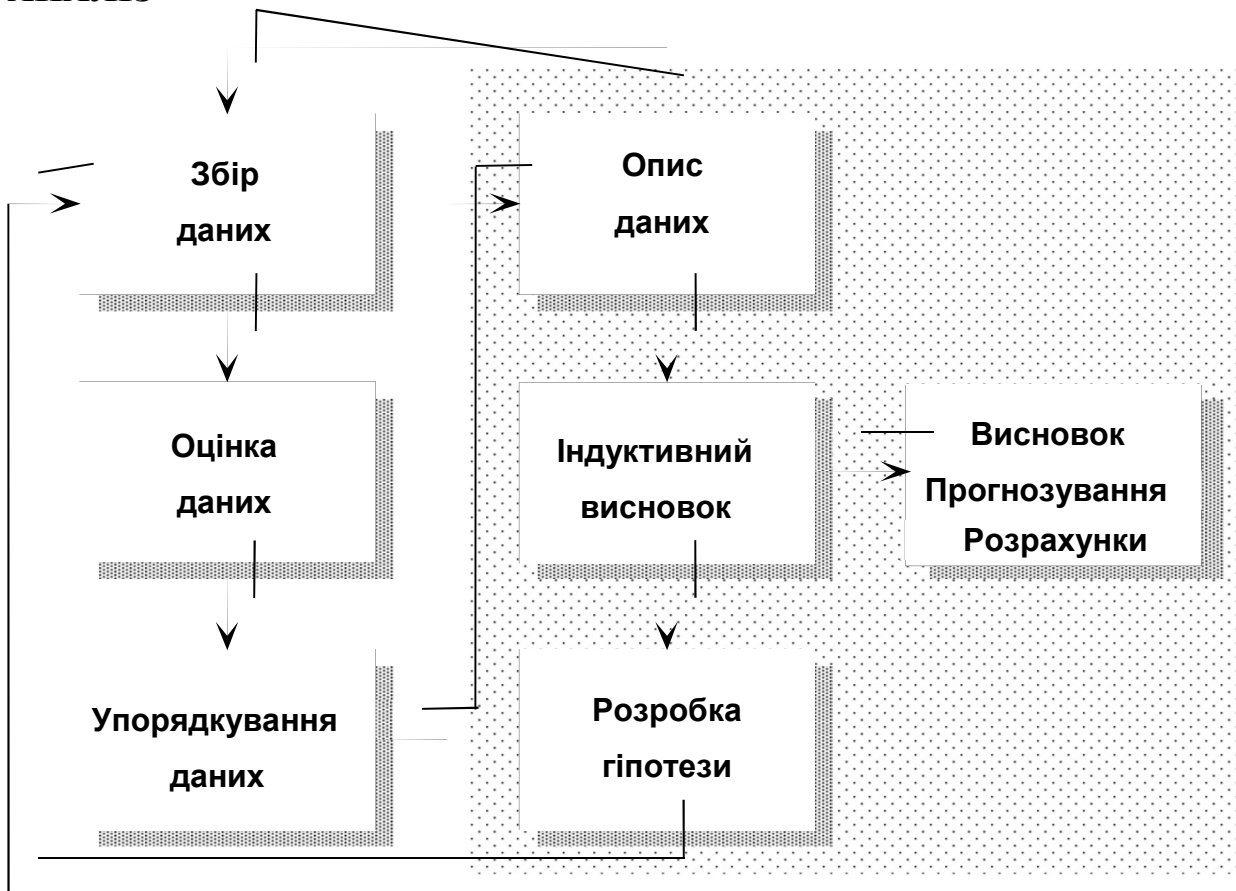 Збір
даних
Опис
даних
Оцінка
даних
Індуктивний
висновок
Висновок
Прогнозування
Розрахунки
Упорядкування
даних
Розробка
гіпотези